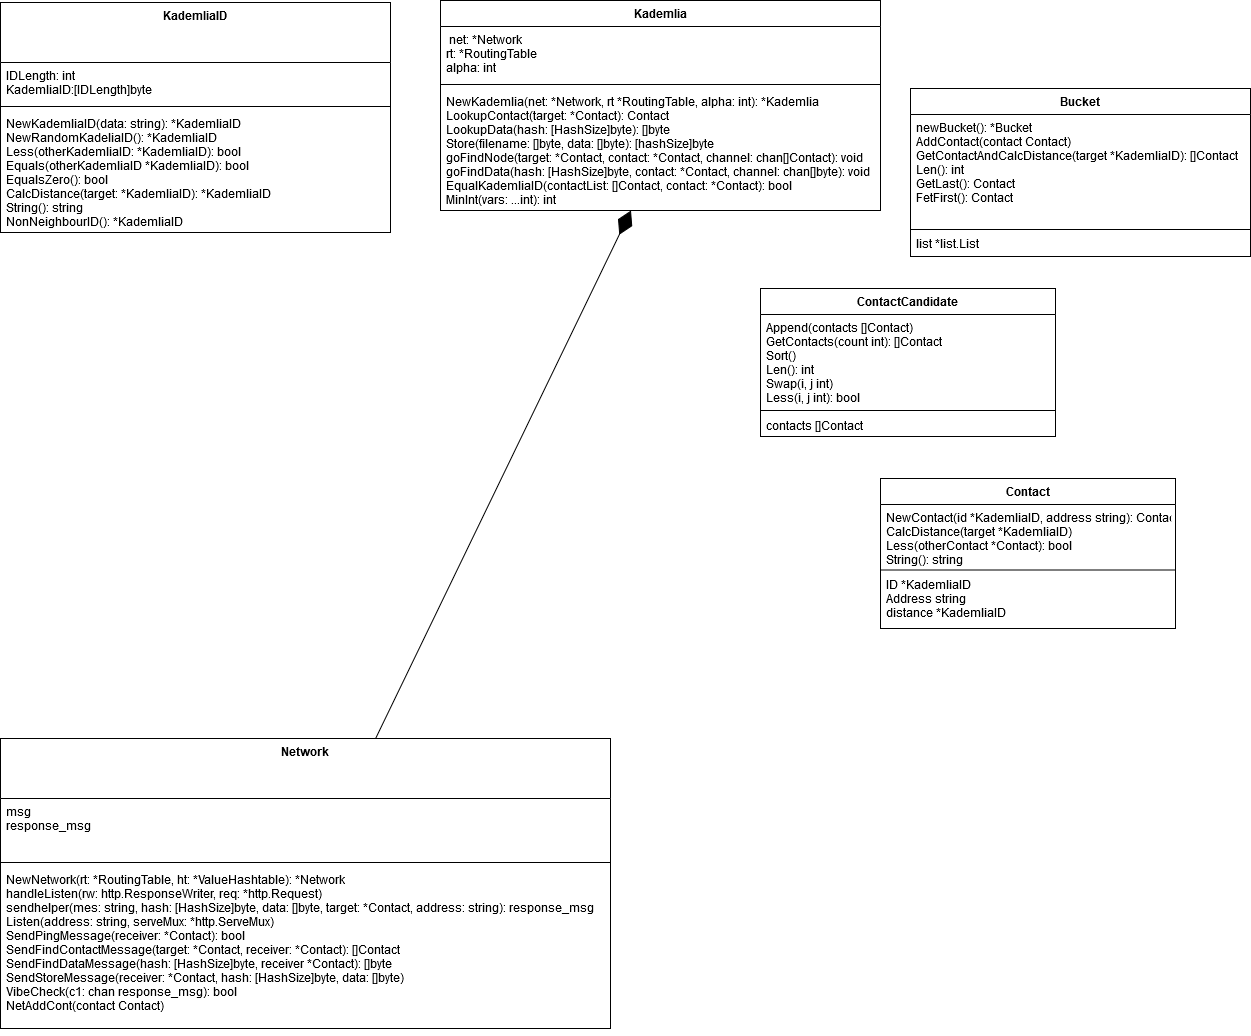 KademliaID
IDLength: int
KademliaID:[IDLength]byte
NewKademliaID(data: string): *KademliaID
NewRandomKadeliaID(): *KademliaID
Less(otherKademliaID: *KademliaID): bool
Equals(otherKademliaID *KademliaID): bool
EqualsZero(): bool
CalcDistance(target: *KademliaID): *KademliaID
String(): string
NonNeighbourID(): *KademliaID
Kademlia
net: *Network
rt: *RoutingTable
alpha: int
NewKademlia(net: *Network, rt *RoutingTable, alpha: int): *Kademlia
LookupContact(target: *Contact): Contact
LookupData(hash: [HashSize]byte): []byte
Store(filename: []byte, data: []byte): [hashSize]byte
goFindNode(target: *Contact, contact: *Contact, channel: chan[]Contact): void
goFindData(hash: [HashSize]byte, contact: *Contact, channel: chan[]byte): void
EqualKademliaID(contactList: []Contact, contact: *Contact): bool
MinInt(vars: ...int): int
Bucket
newBucket(): *Bucket
AddContact(contact Contact)
GetContactAndCalcDistance(target *KademliaID): []Contact
Len(): int
GetLast(): Contact
FetFirst(): Contact
list *list.List
ContactCandidate
Append(contacts []Contact)
GetContacts(count int): []Contact
Sort()
Len(): int
Swap(i, j int)
Less(i, j int): bool
contacts []Contact
Contact
NewContact(id *KademliaID, address string): Contac
CalcDistance(target *KademliaID)
Less(otherContact *Contact): bool
String(): string
ID *KademliaID
Address string
distance *KademliaID
Network
msg
response_msg
NewNetwork(rt: *RoutingTable, ht: *ValueHashtable): *Network
handleListen(rw: http.ResponseWriter, req: *http.Request)
sendhelper(mes: string, hash: [HashSize]byte, data: []byte, target: *Contact, address: string): response_msg
Listen(address: string, serveMux: *http.ServeMux)
SendPingMessage(receiver: *Contact): bool
SendFindContactMessage(target: *Contact, receiver: *Contact): []Contact
SendFindDataMessage(hash: [HashSize]byte, receiver *Contact): []byte
SendStoreMessage(receiver: *Contact, hash: [HashSize]byte, data: []byte)
VibeCheck(c1: chan response_msg): bool
NetAddCont(contact Contact)